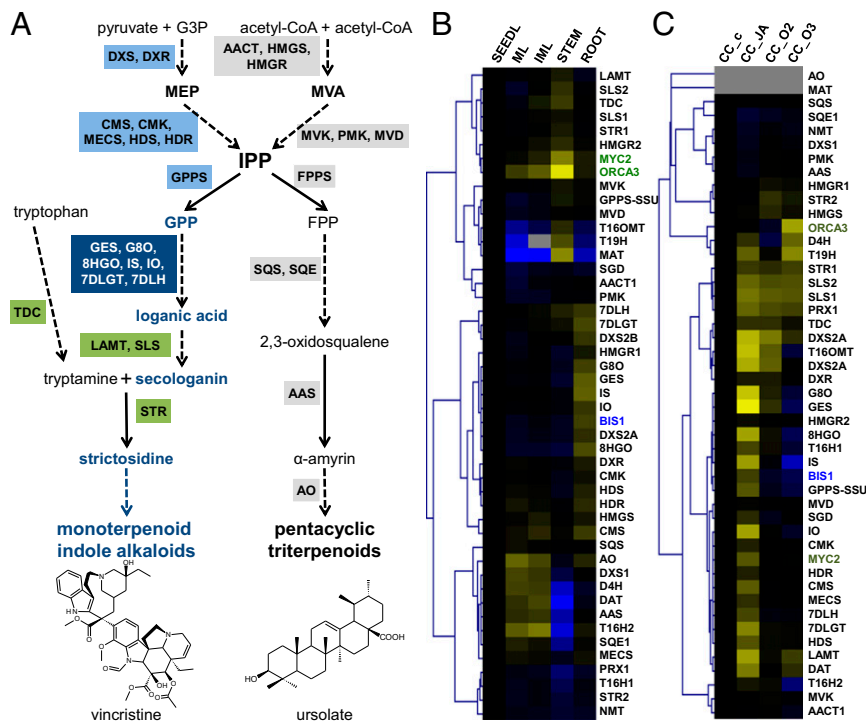 A
pyruvate + G3P
acetyl-CoA + acetyl-CoA
DXS, DXR
AACT, HMGS,
HMGR
MEP
MVA
CMS, CMK,
MECS, HDS, HDR
MVK, PMK, MVD
IPP
GPPS
FPPS
tryptophan
GPP
FPP
GES, G8O,
8HGO, IS, IO,
7DLGT, 7DLH
SQS, SQE
TDC
loganic acid
LAMT, SLS
2,3-oxidosqualene
tryptamine + secologanin
STR
AAS
strictosidine
α-amyrin
AO
monoterpenoid
indole alkaloids
pentacyclic
triterpenoids
OH
N
N
H
O
O
O
N
H
N
O
O
O
OH
O
O
vincristine
COOH
HO
ursolate
B
SEEDL
ML
IML
STEM
ROOT
LAMT
SLS2
TDC
SLS1
STR1
HMGR2
MYC2
ORCA3
MVK
GPPS-SSU
MVD
T16OMT
T19H
MAT
SGD
AACT1
PMK
7DLH
7DLGT
DXS2B
HMGR1
G8O
GES
IS
IO
BIS1
DXS2A
8HGO
DXR
CMK
HDS
HDR
HMGS
CMS
SQS
AO
DXS1
D4H
DAT
AAS
T16H2
SQE1
MECS
PRX1
T16H1
STR2
NMT
C
CC_c
CC_JA
CC_O2
CC_O3
AO
MAT
SQS
SQE1
NMT
DXS1
PMK
AAS
HMGR1
STR2
HMGS
ORCA3
D4H
T19H
STR1
SLS2
SLS1
PRX1
TDC
DXS2A
T16OMT
DXS2A
DXR
G8O
GES
HMGR2
8HGO
T16H1
IS
BIS1
GPPS-SSU
MVD
SGD
IO
CMK
MYC2
HDR
CMS
MECS
7DLH
7DLGT
HDS
LAMT
DAT
T16H2
MVK
AACT1